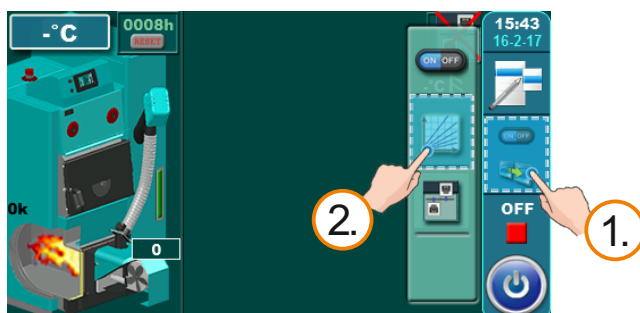 -°C
0008h
RESET
15:43
16-2-17
ON OFF
- C
ON OFF
0k
0
OFF
2.
1.